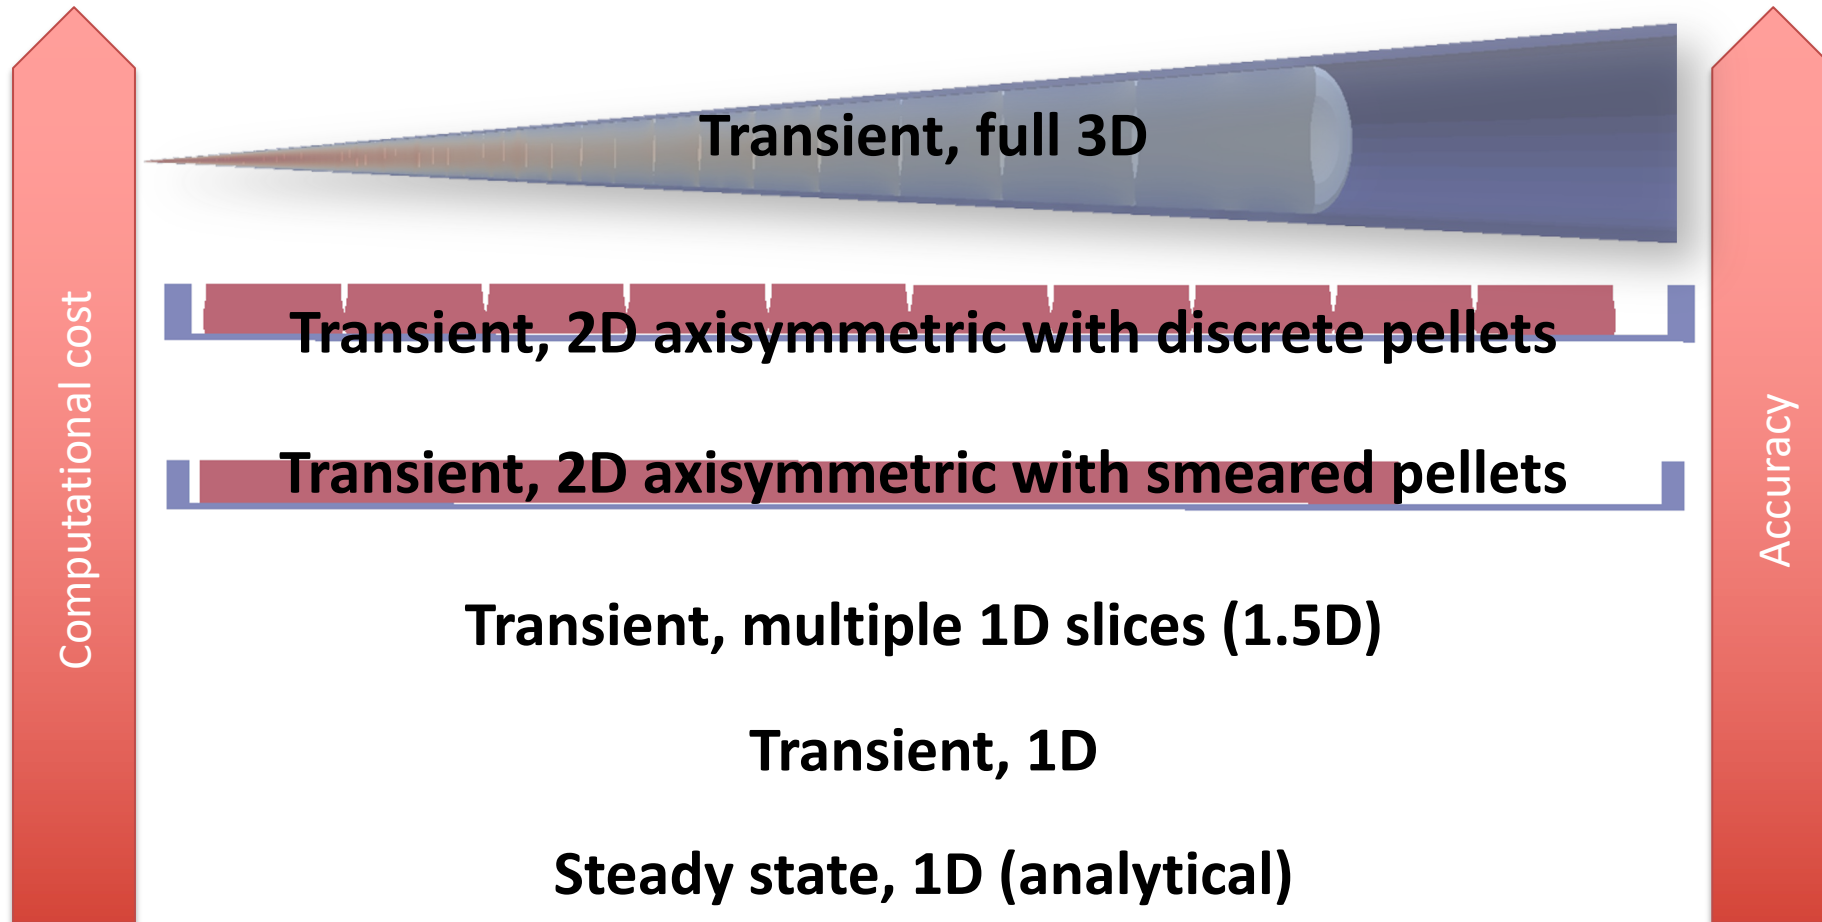 Transient, full 3D
Computational cost
Transient, 2D axisymmetric with discrete pellets
Accuracy
Transient, 2D axisymmetric with smeared pellets
Transient, multiple 1D slices (1.5D)
Transient, 1D
Steady state, 1D (analytical)